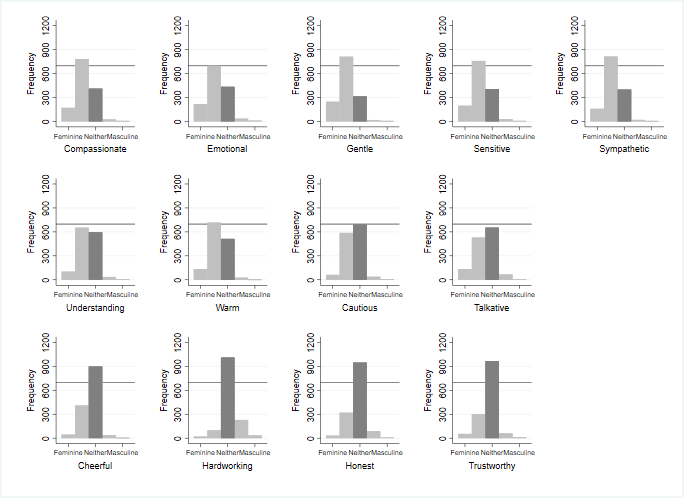 Frequency
0 300 600 900 1200
Feminine Neither Masculine
Compassionate
Frequency
0 300 600 900 1200
Feminine Neither Masculine
Emotional
Frequency
0 300 600 900 1200
Feminine Neither Masculine
Gentle
Frequency
0 300 600 900 1200
Feminine Neither Masculine
Sensitive
Frequency
0 300 600 900 1200
Feminine Neither Masculine
Sympathetic
Frequency
0 300 600 900 1200
Feminine Neither Masculine
Understanding
Frequency
0 300 600 900 1200
Feminine Neither Masculine
Warm
Frequency
0 300 600 900 1200
Feminine Neither Masculine
Cautious
Frequency
0 300 600 900 1200
Feminine Neither Masculine
Talkative
Frequency
0 300 600 900 1200
Feminine Neither Masculine
Cheerful
Frequency
0 300 600 900 1200
Feminine Neither Masculine
Hardworking
Frequency
0 300 600 900 1200
Feminine Neither Masculine
Honest
Frequency
0 300 600 900 1200
Feminine Neither Masculine
Trustworthy